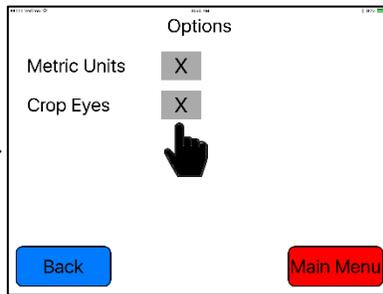 Options
Metric Units X
Crop Eyes X
Back
Main Menu